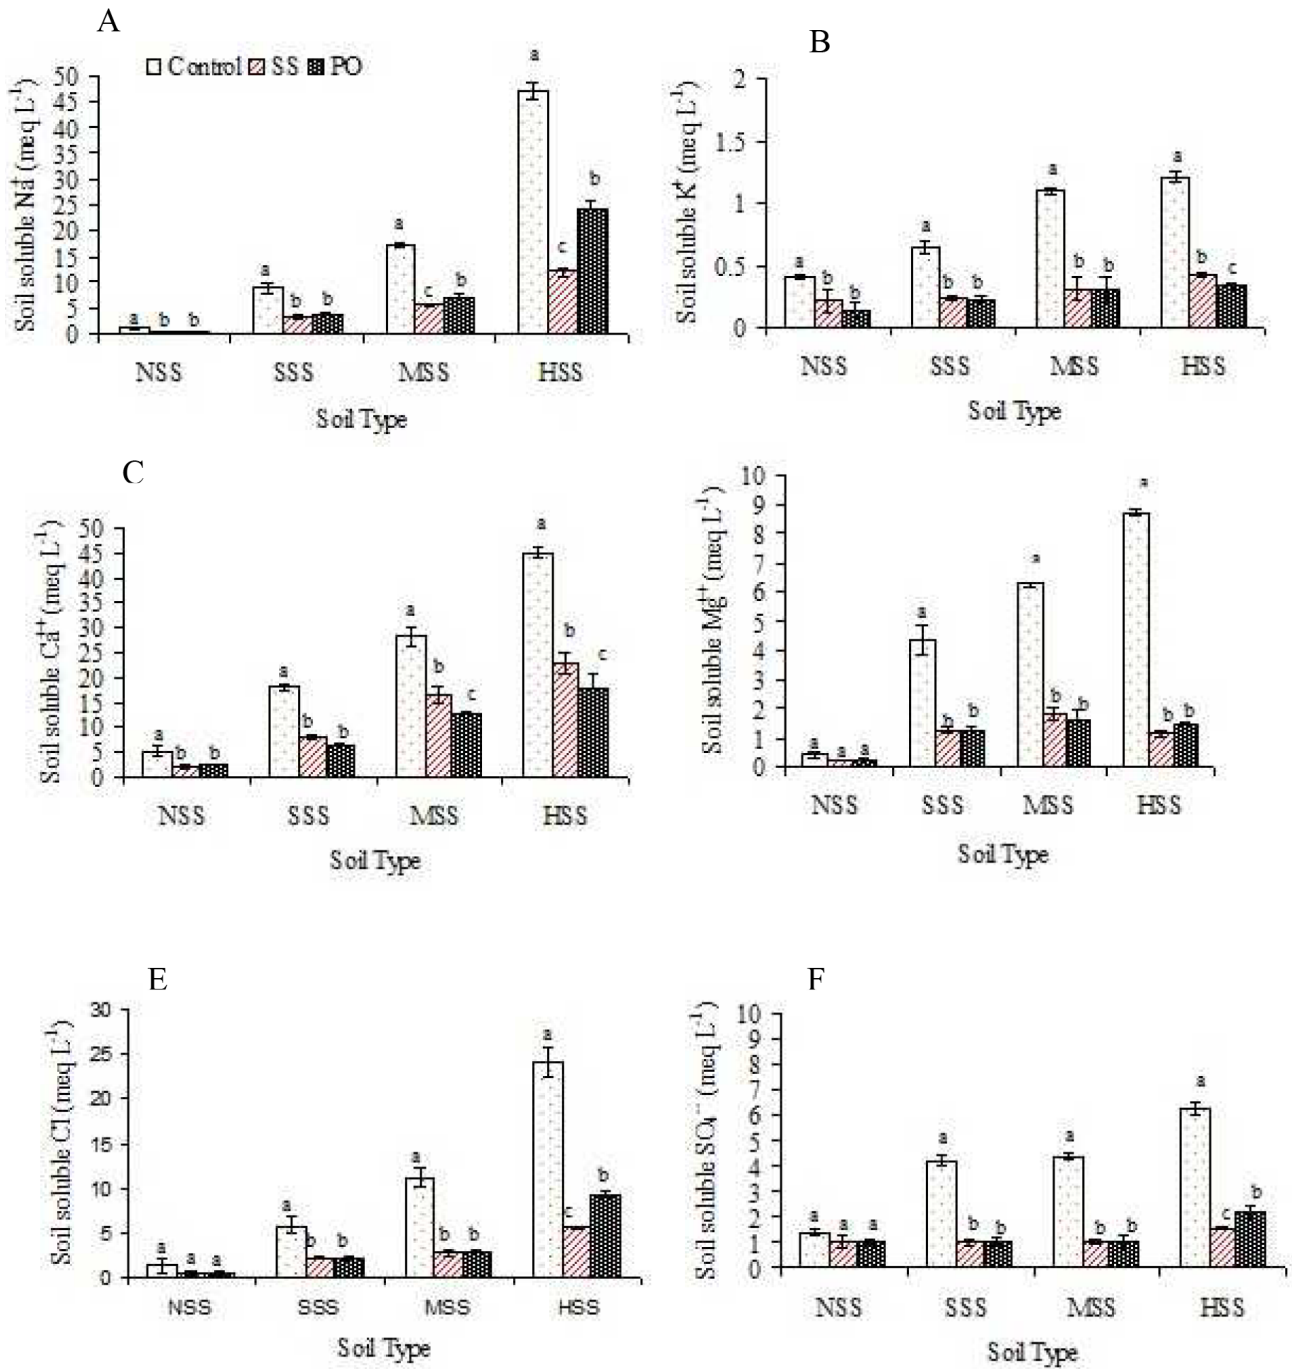 A
Control SS PO
Soil soluble Na⁺ (meq L⁻¹)
50
45
40
35
30
25
20
15
10
5
0
a b b
a b b
a c b
a c b
NSS SSS MSS HSS
Soil Type
B
Soil soluble K⁺ (meq L⁻¹)
2
1.5
1
0.5
0
a b b
a b b
a b b
a b c
NSS SSS MSS HSS
Soil Type
C
Soil soluble Ca⁺⁺ (meq L⁻¹)
50
45
40
35
30
25
20
15
10
5
0
a b b
a b b
a b c
a b c
NSS SSS MSS HSS
Soil Type
Soil soluble Mg⁺⁺ (meq L⁻¹)
10
9
8
7
6
5
4
3
2
1
0
a a a
a b b
a b b
a b b
NSS SSS MSS HSS
Soil Type
E
Soil soluble Cl⁻ (meq L⁻¹)
30
25
20
15
10
5
0
a a a
a b b
a b b
a c b
NSS SSS MSS HSS
Soil Type
F
Soil soluble SO₄⁻⁻ (meq L⁻¹)
10
9
8
7
6
5
4
3
2
1
0
a a a
a b b
a b b
a c b
NSS SSS MSS HSS
Soil Type